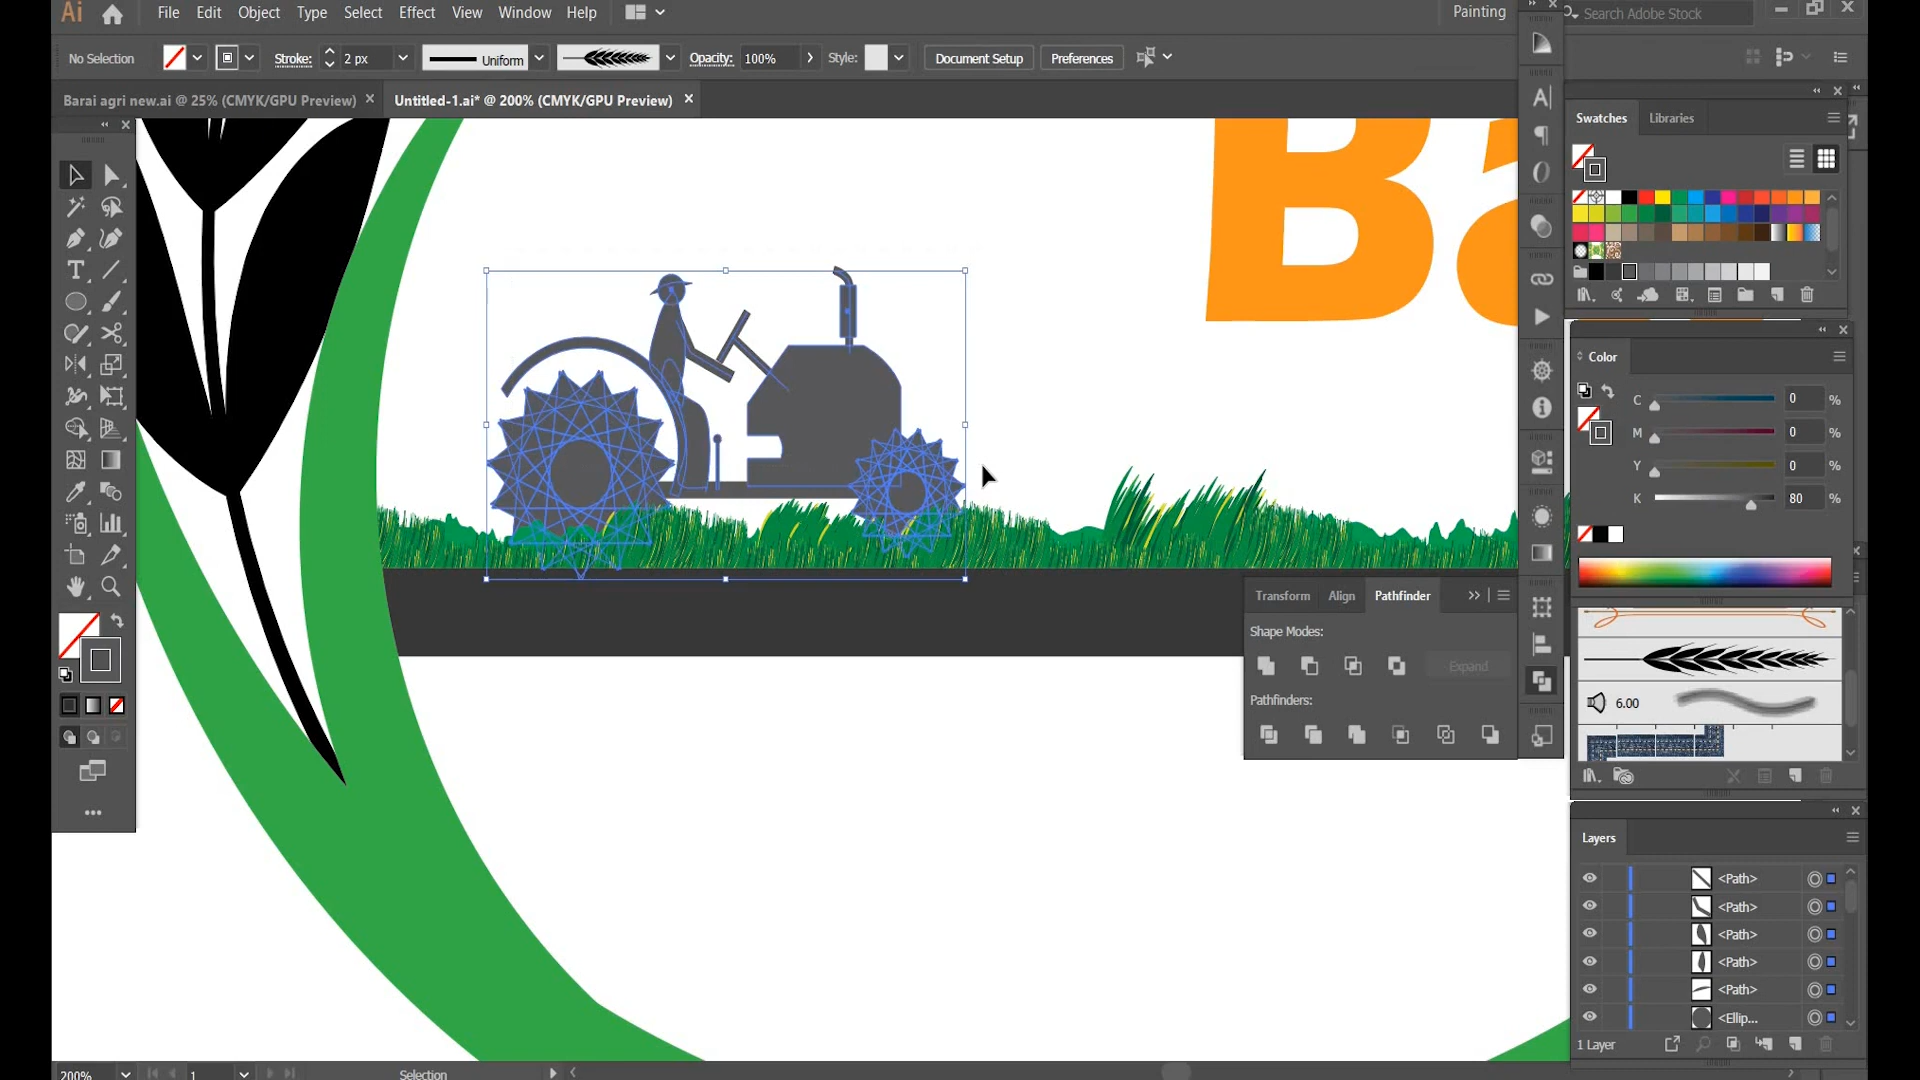 Ai File Edit Object Type Select Effect View Window Help Painting Search Adobe Stock
No Selection Stroke: 2 px Uniform Opacity: 100% Style: Document Setup Preferences
Barai agri new.ai @ 25% (CMYK/GPU Preview) Untitled-1.ai* @ 200% (CMYK/GPU Preview)
Swatches Libraries
Ba
Color
C 0 %
M 0 %
Y 0 %
K 80 %
Transform Align Pathfinder
Shape Modes:
Expand
Pathfinders:
6.00
Layers
<Path>
<Path>
<Path>
<Path>
<Path>
<Ellip...
1 Layer
200% 1 Selection